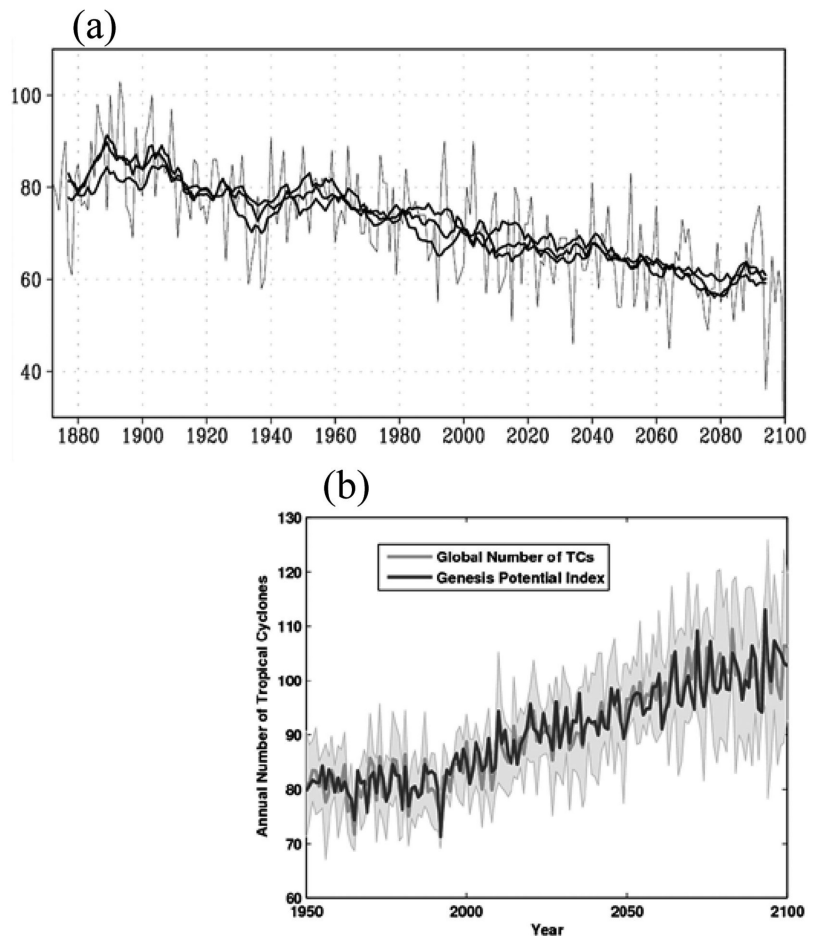 (a)
100
80
60
40
1880 1900 1920 1940 1960 1980 2000 2020 2040 2060 2080 2100
(b)
130
Global Number of TCs
Genesis Potential Index
120
110
100
90
80
70
60
Annual Number of Tropical Cyclones
1950 2000 2050 2100
Year